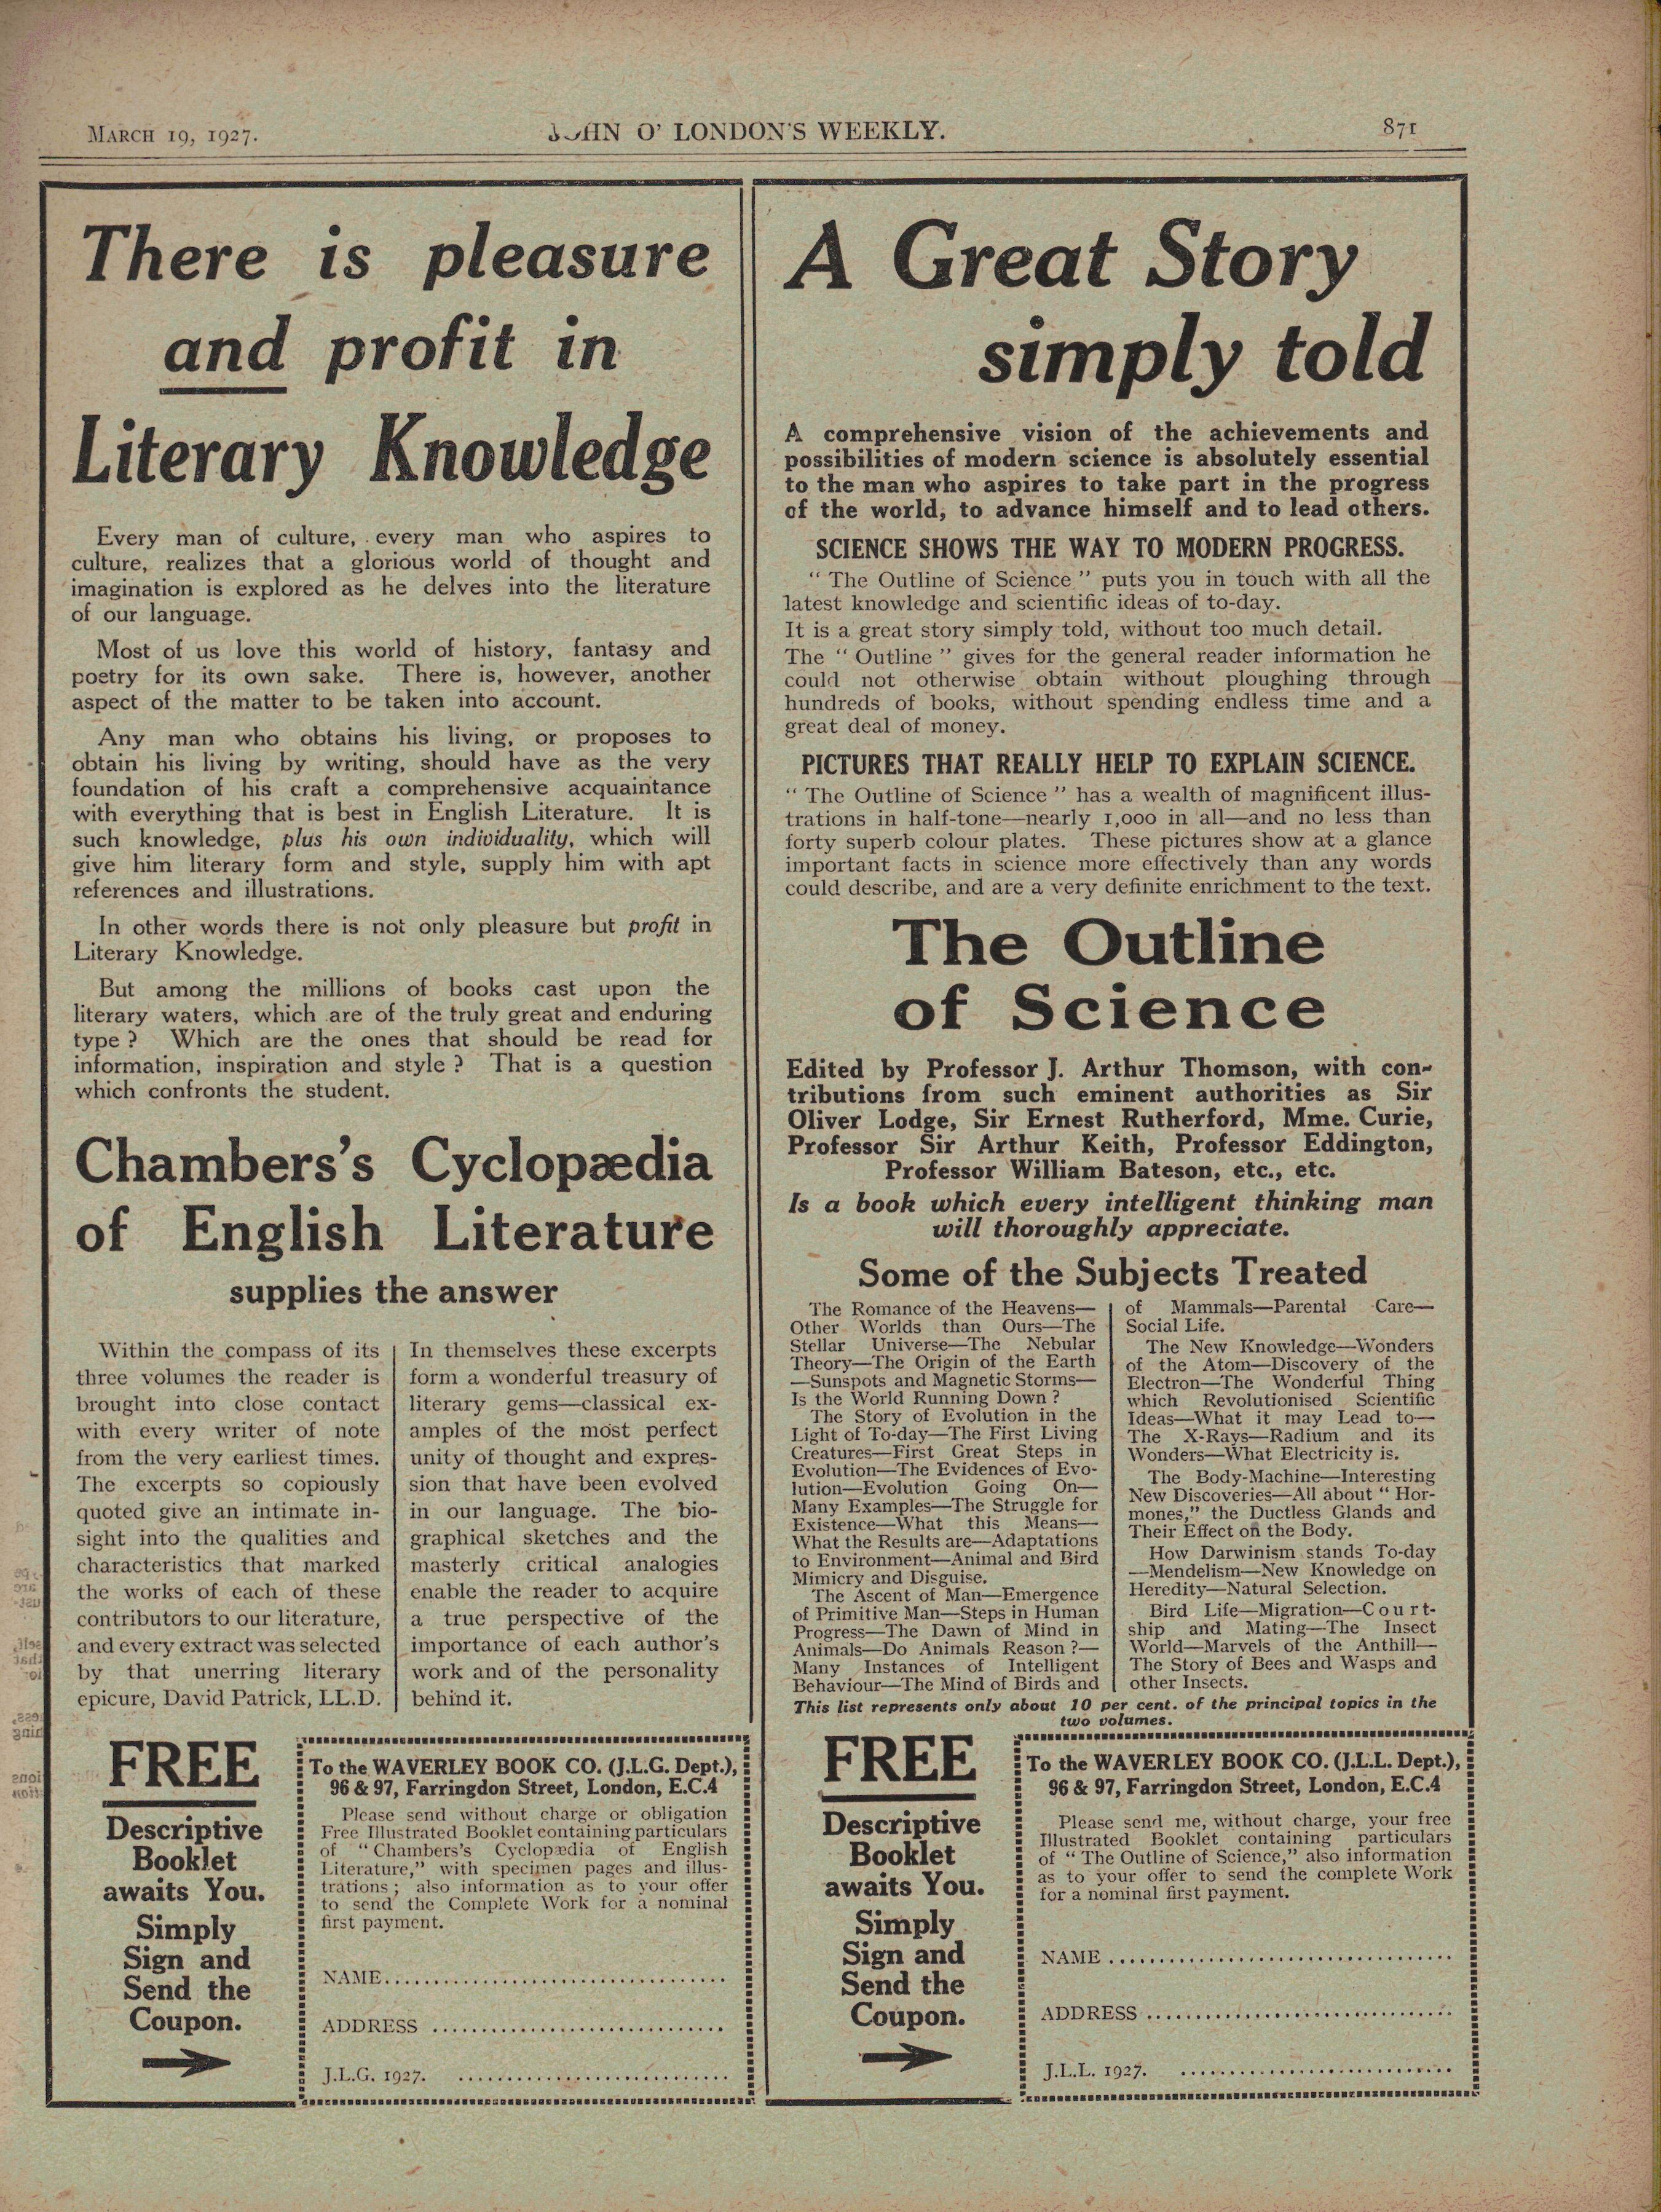 MARCH 19, 1927.
JOHN O' LONDON'S WEEKLY.
871
There is pleasure
and profit in
Literary Knowledge
Every man of culture, every man who aspires to
culture, realizes that a glorious world of thought and
imagination is explored as he delves into the literature
of our language.
Most of us love this world of history, fantasy and
poetry for its own sake. There is, however, another
aspect of the matter to be taken into account.
Any man who obtains his living, or proposes to
obtain his living by writing, should have as the very
foundation of his craft a comprehensive acquaintance
with everything that is best in English Literature. It is
such knowledge, plus his own individuality, which will
give him literary form and style, supply him with apt
references and illustrations.
In other words there is not only pleasure but profit in
Literary Knowledge.
But among the millions of books cast upon the
literary waters, which are of the truly great and enduring
type ? Which are the ones that should be read for
information, inspiration and style ? That is a question
which confronts the student.
Chambers's Cyclopædia
of English Literature
supplies the answer
Within the compass of its
three volumes the reader is
brought into close contact
with every writer of note
from the very earliest times.
The excerpts so copiously
quoted give an intimate in-
sight into the qualities and
characteristics that marked
the works of each of these
contributors to our literature,
and every extract was selected
by that unerring literary
epicure, David Patrick, LL.D.
In themselves these excerpts
form a wonderful treasury of
literary gems—classical ex-
amples of the most perfect
unity of thought and expres-
sion that have been evolved
in our language. The bio-
graphical sketches and the
masterly critical analogies
enable the reader to acquire
a true perspective of the
importance of each author's
work and of the personality
behind it.
FREE
Descriptive
Booklet
awaits You.
Simply
Sign and
Send the
Coupon.
To the WAVERLEY BOOK CO. (J.L.G. Dept.),
96 & 97, Farringdon Street, London, E.C.4
Please send without charge or obligation
Free Illustrated Booklet containing particulars
of "Chambers's Cyclopædia of English
Literature," with specimen pages and illus-
trations ; also information as to your offer
to send the Complete Work for a nominal
first payment.
NAME..................................
ADDRESS ..............................
J.L.G. 1927. ............................
A Great Story
simply told
A comprehensive vision of the achievements and
possibilities of modern science is absolutely essential
to the man who aspires to take part in the progress
of the world, to advance himself and to lead others.
SCIENCE SHOWS THE WAY TO MODERN PROGRESS.
"The Outline of Science" puts you in touch with all the
latest knowledge and scientific ideas of to-day.
It is a great story simply told, without too much detail.
The "Outline" gives for the general reader information he
could not otherwise obtain without ploughing through
hundreds of books, without spending endless time and a
great deal of money.
PICTURES THAT REALLY HELP TO EXPLAIN SCIENCE.
"The Outline of Science" has a wealth of magnificent illus-
trations in half-tone—nearly 1,000 in all—and no less than
forty superb colour plates. These pictures show at a glance
important facts in science more effectively than any words
could describe, and are a very definite enrichment to the text.
The Outline
of Science
Edited by Professor J. Arthur Thomson, with con-
tributions from such eminent authorities as Sir
Oliver Lodge, Sir Ernest Rutherford, Mme. Curie,
Professor Sir Arthur Keith, Professor Eddington,
Professor William Bateson, etc., etc.
Is a book which every intelligent thinking man
will thoroughly appreciate.
Some of the Subjects Treated
The Romance of the Heavens—
Other Worlds than Ours—The
Stellar Universe—The Nebular
Theory—The Origin of the Earth
—Sunspots and Magnetic Storms—
Is the World Running Down ?
The Story of Evolution in the
Light of To-day—The First Living
Creatures—First Great Steps in
Evolution—The Evidences of Evo-
lution—Evolution Going On—
Many Examples—The Struggle for
Existence—What this Means—
What the Results are—Adaptations
to Environment—Animal and Bird
Mimicry and Disguise.
The Ascent of Man—Emergence
of Primitive Man—Steps in Human
Progress—The Dawn of Mind in
Animals—Do Animals Reason ?—
Many Instances of Intelligent
Behaviour—The Mind of Birds and
of Mammals—Parental Care—
Social Life.
The New Knowledge—Wonders
of the Atom—Discovery of the
Electron—The Wonderful Thing
which Revolutionised Scientific
Ideas—What it may Lead to—
The X-Rays—Radium and its
Wonders—What Electricity is.
The Body-Machine—Interesting
New Discoveries—All about "Hor-
mones," the Ductless Glands and
Their Effect on the Body.
How Darwinism stands To-day
—Mendelism—New Knowledge on
Heredity—Natural Selection.
Bird Life—Migration—Court-
ship and Mating—The Insect
World—Marvels of the Anthill—
The Story of Bees and Wasps and
other Insects.
This list represents only about 10 per cent. of the principal topics in the
two volumes.
FREE
Descriptive
Booklet
awaits You.
Simply
Sign and
Send the
Coupon.
To the WAVERLEY BOOK CO. (J.L.L. Dept.),
96 & 97, Farringdon Street, London, E.C.4
Please send me, without charge, your free
Illustrated Booklet containing particulars
of "The Outline of Science," also information
as to your offer to send the complete Work
for a nominal first payment.
NAME..................................
ADDRESS ..............................
J.L.L. 1927. ............................